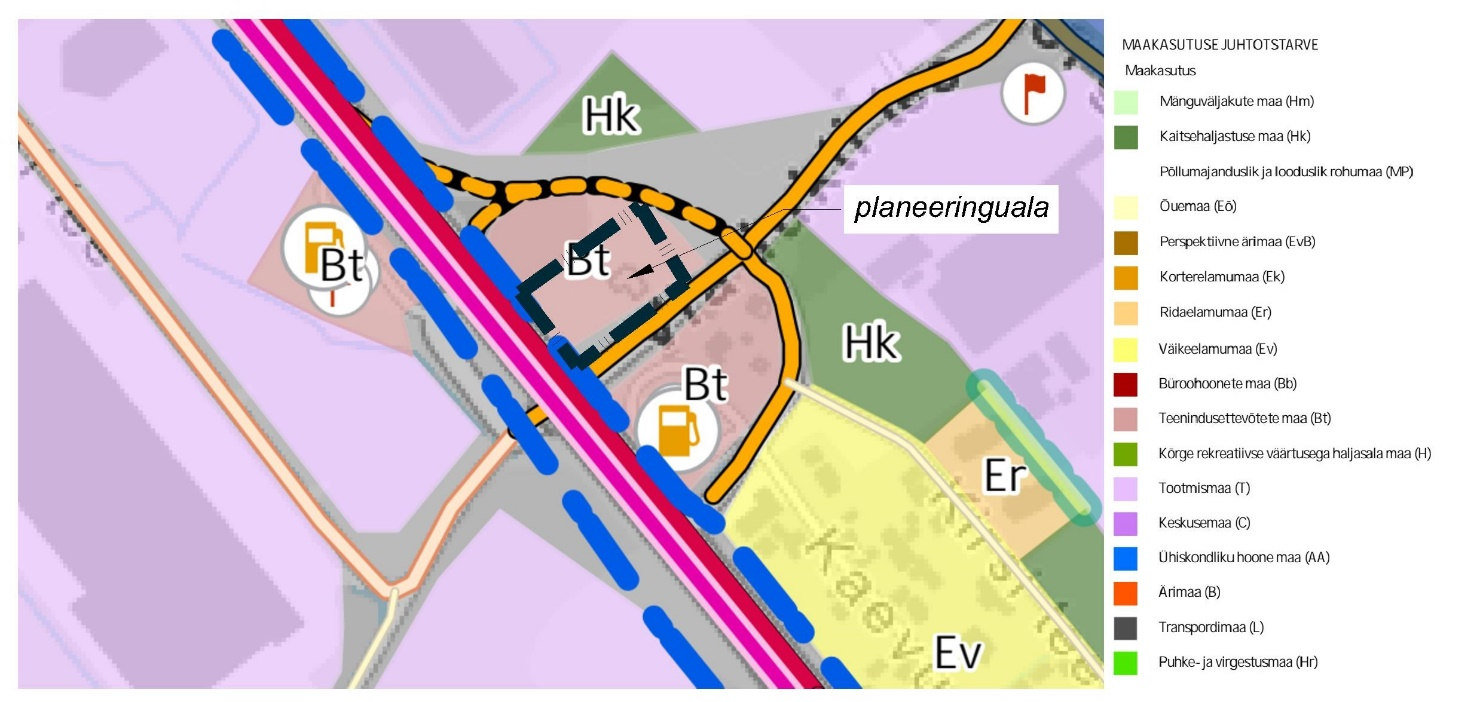 Hk
planeeringuala
Bt
Bt
Hk
Bt
Er
Kaevu
Ev
MAAKASUTUSE JUHTOTSTARVE
Maakasutus
Mänguväljakute maa (Hm)
Kaitsehaljastuse maa (Hk)
Põllumajanduslik ja looduslik rohumaa (MP)
Õuemaa (Eõ)
Perspektiivne ärimaa (EvB)
Korterelamumaa (Ek)
Ridaelamumaa (Er)
Väikeelamumaa (Ev)
Büroohoonete maa (Bb)
Teenindusettevõtete maa (Bt)
Kõrge rekreatiivse väärtusega haljasala maa (H)
Tootmismaa (T)
Keskusemaa (C)
Ühiskondliku hoone maa (AA)
Ärimaa (B)
Transpordimaa (L)
Puhke- ja virgestusmaa (Hr)